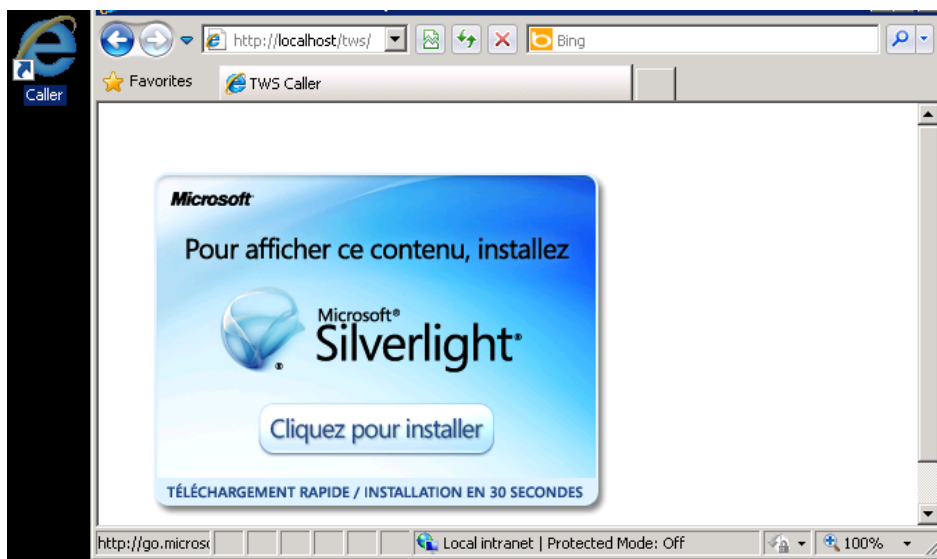 Caller
http://localhost/tws/
Bing
Favorites
TWS Caller
Microsoft
Pour afficher ce contenu, installez
Microsoft®
Silverlight®
Cliquez pour installer
TÉLÉCHARGEMENT RAPIDE / INSTALLATION EN 30 SECONDES
http://go.microso
Local intranet | Protected Mode: Off
100%